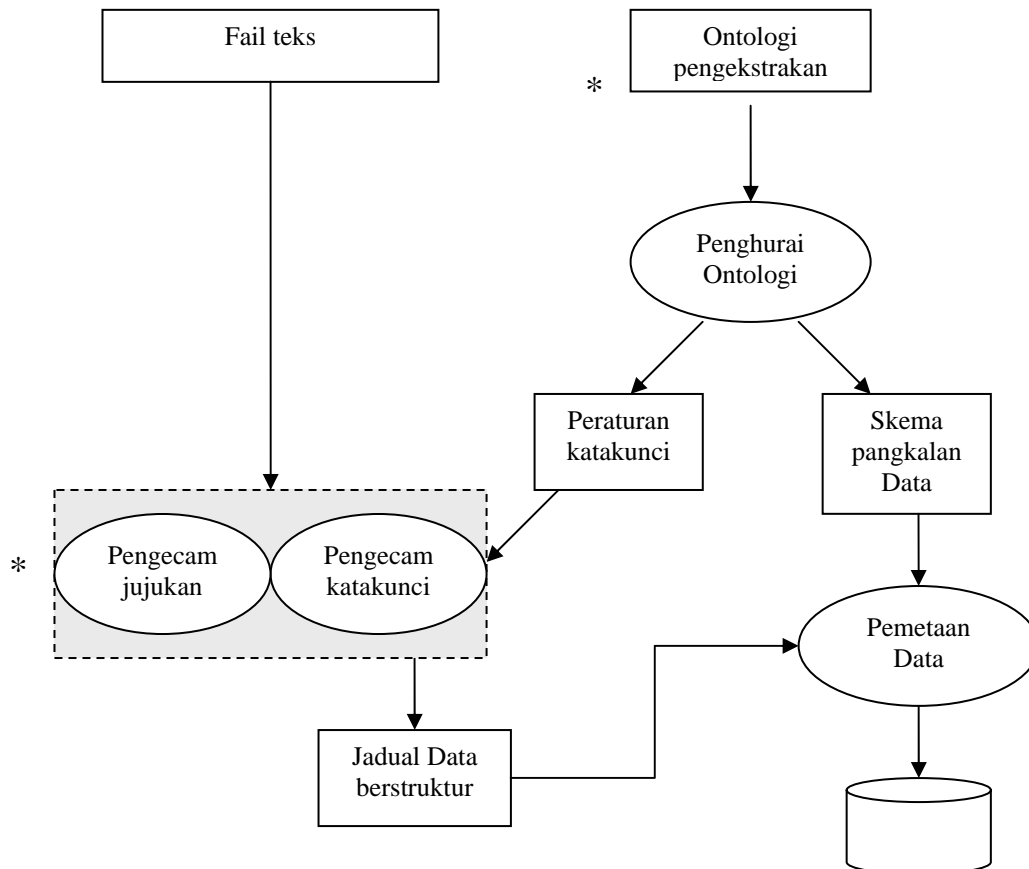 Fail teks
Ontologi
pengekstrakan
*
Penghurai
Ontologi
Peraturan
katakunci
Skema
pangkalan
Data
*
Pengecam
jujukan
Pengecam
katakunci
Pemetaan
Data
Jadual Data
berstruktur